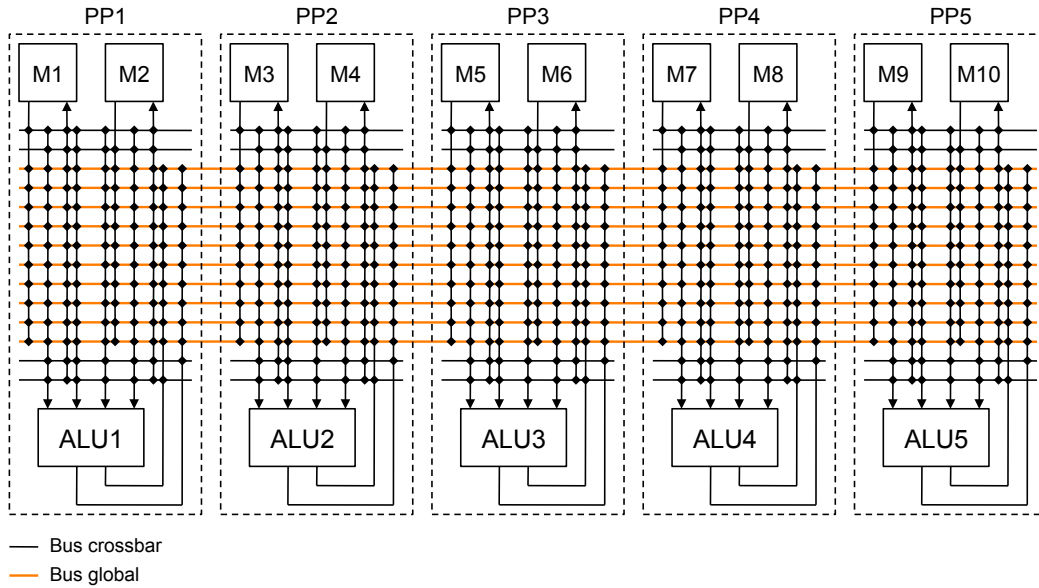 PP1 PP2 PP3 PP4 PP5
M1 M2 M3 M4 M5 M6 M7 M8 M9 M10
ALU1 ALU2 ALU3 ALU4 ALU5
Bus crossbar
Bus global